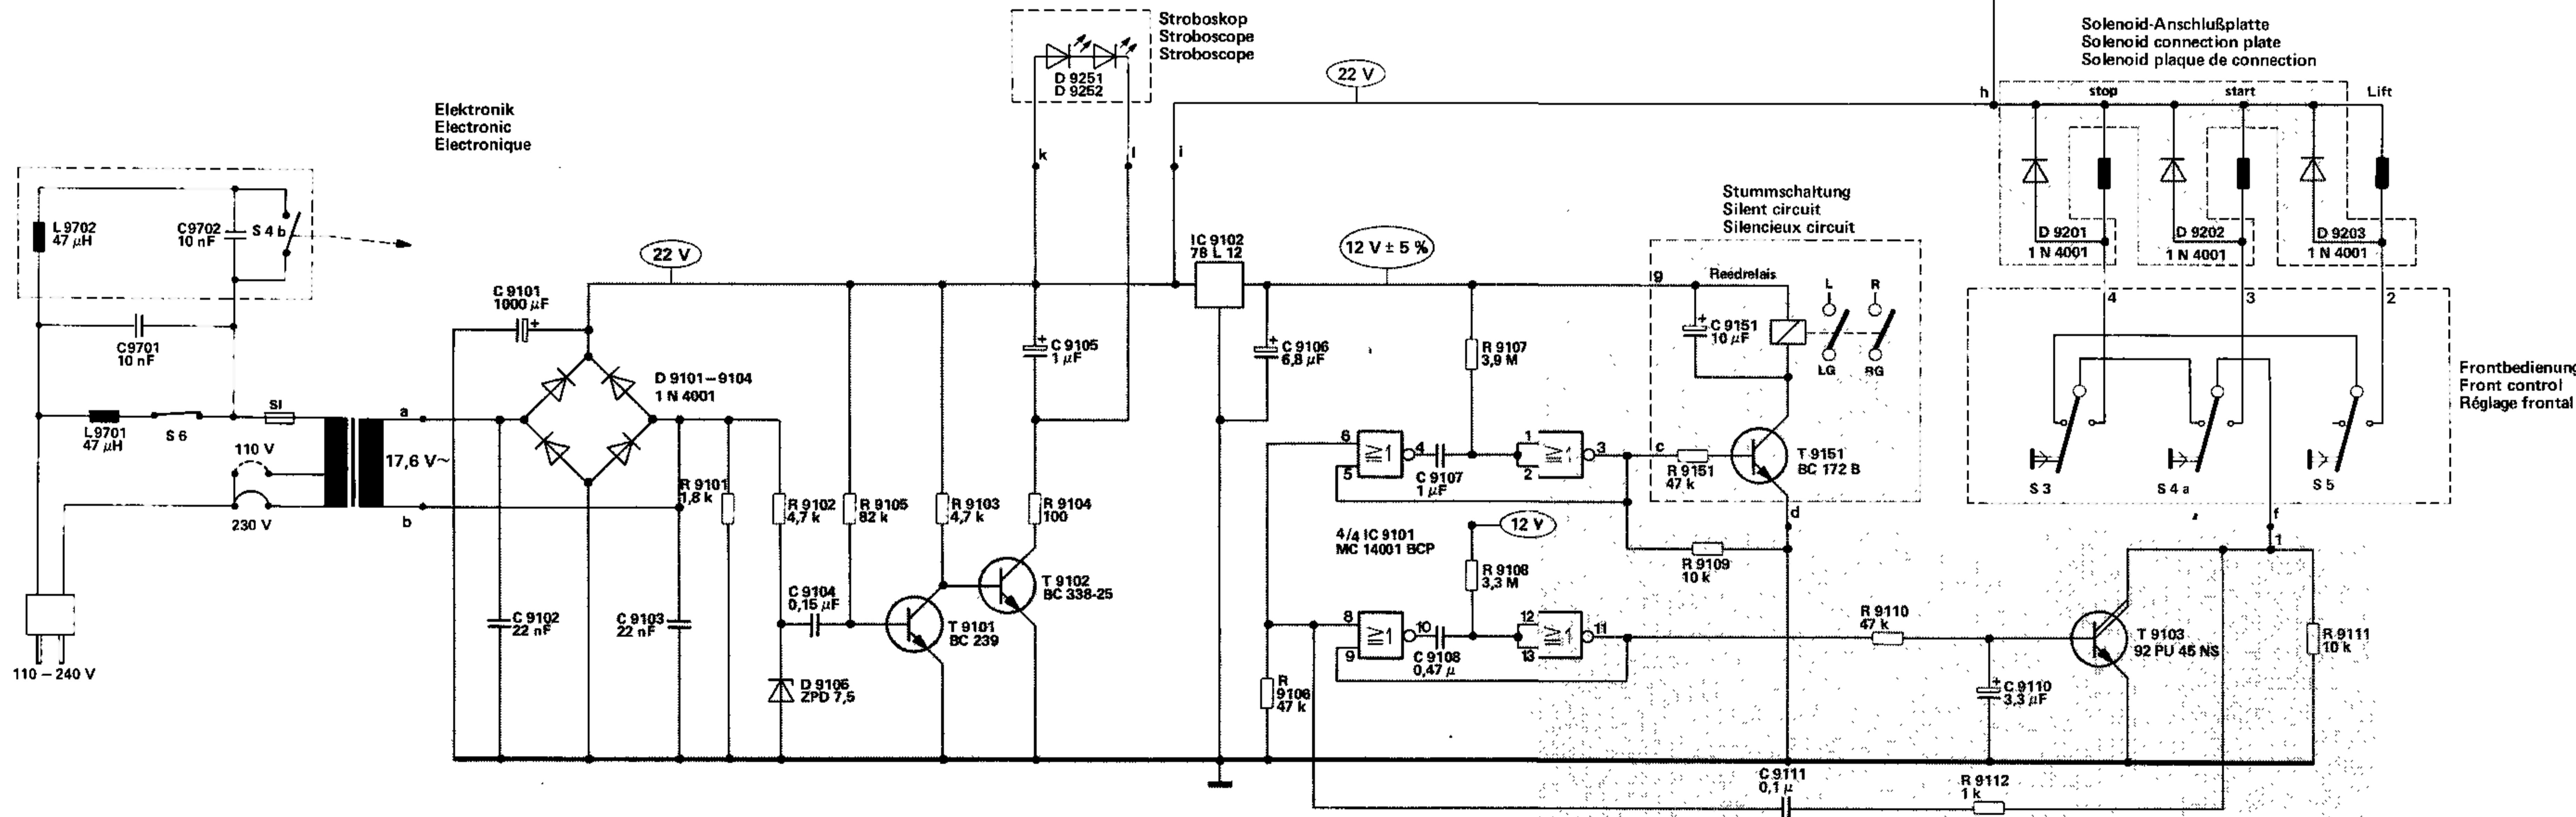 Stroboskop
Stroboscope
Stroboscope
D 9251
D 9252
k
l
i
22 V
h
Solenoid-Anschlußplatte
Solenoid connection plate
Solenoid plaque de connection
stop
start
Lift
D 9201
1 N 4001
D 9202
1 N 4001
D 9203
1 N 4001
4
3
2
Elektronik
Electronic
Electronique
L 9702
47 µH
C9702
10 nF
S 4 b
C9701
10 nF
L9701
47 µH
S 6
SI
110 V
230 V
17,6 V~
a
b
110 – 240 V
22 V
C 9101
1000 µF
+
D 9101–9104
1 N 4001
C 9102
22 nF
C 9103
22 nF
R 9101
1,8 k
R 9102
4,7 k
R 9105
82 k
R 9103
4,7 k
R 9104
100
C 9104
0,15 µF
D 9106
ZPD 7,5
T 9101
BC 239
T 9102
BC 338-25
+
C 9105
1 µF
IC 9102
78 L 12
12 V ± 5 %
+
C 9106
6,8 µF
R 9107
3,9 M
Stummschaltung
Silent circuit
Silencieux circuit
g
Reedrelais
L
R
LG
RG
+
C 9151
10 µF
6
5
≧1
4
C 9107
1 µF
1
2
≧1
3
c
R 9151
47 k
T 9151
BC 172 B
d
4/4 IC 9101
MC 14001 BCP
12 V
R 9108
3,3 M
R 9109
10 k
8
9
≧1
10
C 9108
0,47 µ
12
13
≧1
11
R
9106
47 k
R 9110
47 k
+
C 9110
3,3 µF
T 9103
92 PU 45 NS
R 9111
10 k
C 9111
0,1 µ
R 9112
1 k
f
1
S 3
S 4 a
S 5
Frontbedienung
Front control
Réglage frontal